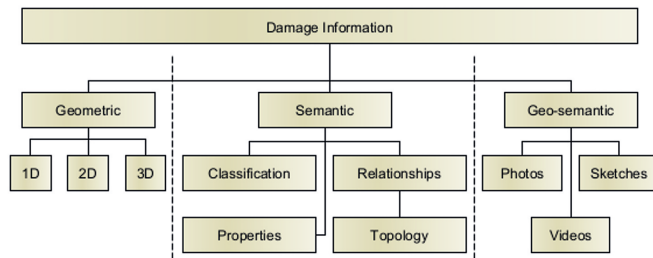 Damage Information
Geometric
Semantic
Geo-semantic
1D
2D
3D
Classification
Relationships
Photos
Sketches
Properties
Topology
Videos